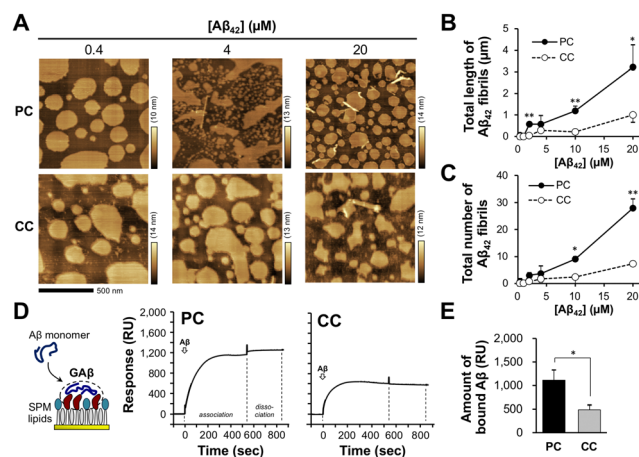 A
[Aβ42] (μM)
0.4
4
20
PC
(10 nm)
(13 nm)
(14 nm)
CC
(14 nm)
(13 nm)
(12 nm)
500 nm
B
Total length of
Aβ42 fibrils (μm)
5
4
3
2
1
0
PC
CC
**
**
*
0
5
10
15
20
[Aβ42] (μM)
C
Total number of
Aβ42 fibrils
40
30
20
10
0
PC
CC
*
**
0
5
10
15
20
[Aβ42] (μM)
D
Aβ monomer
GAβ
SPM
lipids
Response (RU)
2,000
1,600
1,200
800
400
0
PC
Aβ
association
disso-
ciation
0 200 400 600 800
Time (sec)
CC
Aβ
0 200 400 600 800
Time (sec)
E
Amount of
bound Aβ (RU)
1,500
1,000
500
0
*
PC
CC